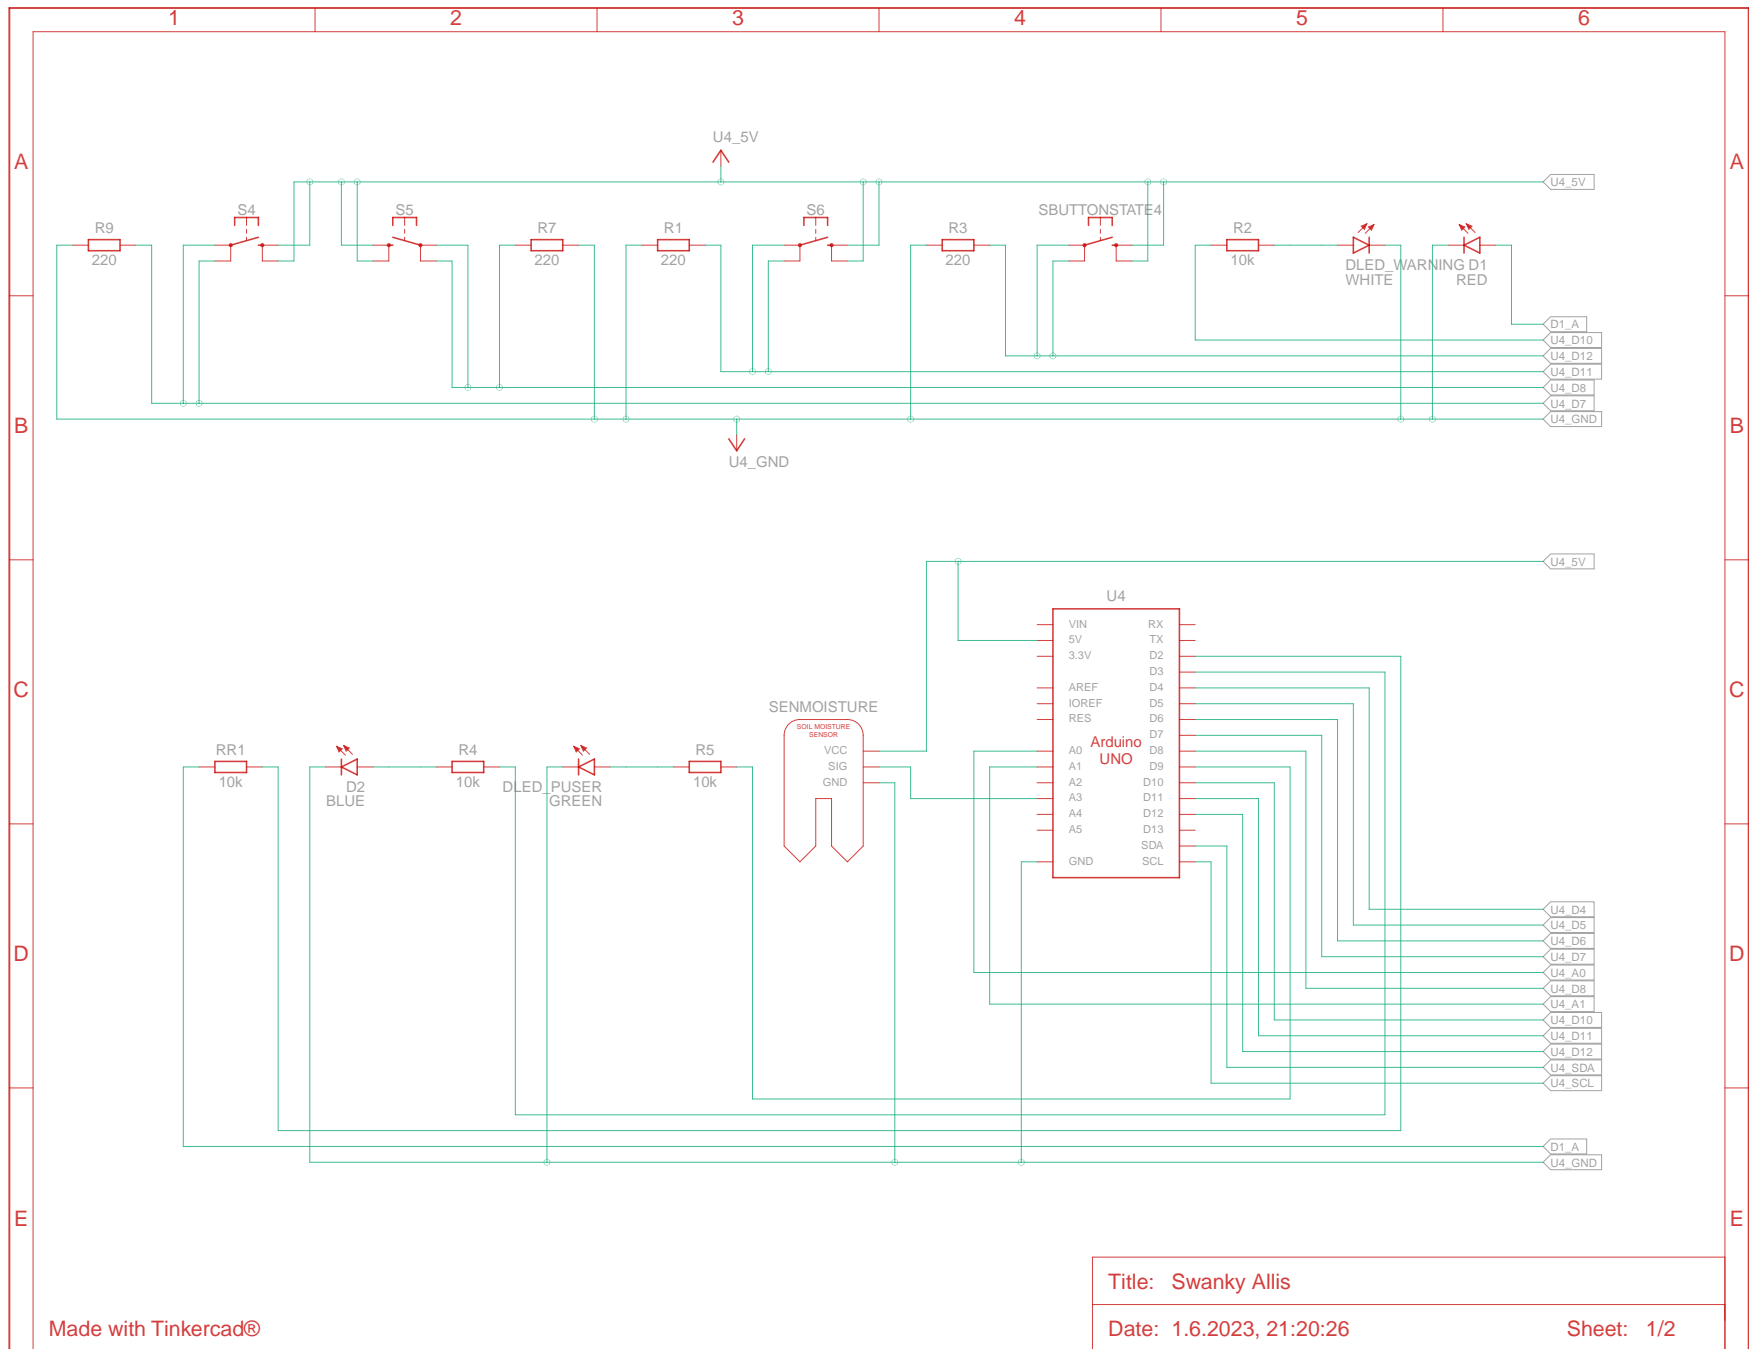 1 2 3 4 5 6
U4_5V
A A
U4_5V
S4 S5 S6 SBUTTONSTATE4
R9 R7 R1 R3 R2
220 220 220 220 10k
DLED_WARNING D1
WHITE RED
D1_A
U4_D10
U4_D12
U4_D11
U4_D8
U4_D7
U4_GND
B B
U4_GND
U4_5V
U4
VIN RX
5V TX
3.3V D2
D3
C C
AREF D4
IOREF D5
RES D6
D7
A0 D8
A1 D9
A2 D10
A3 D11
A4 D12
A5 D13
SDA
GND SCL
Arduino
UNO
SENMOISTURE
SOIL MOISTURE
SENSOR
VCC
SIG
GND
RR1 R4 R5
10k 10k 10k
D2 DLED_PUSER
BLUE GREEN
U4_D4
U4_D5
U4_D6
D D
U4_D7
U4_A0
U4_D8
U4_A1
U4_D10
U4_D11
U4_D12
U4_SDA
U4_SCL
D1_A
U4_GND
E E
Title: Swanky Allis
Made with Tinkercad®
Date: 1.6.2023, 21:20:26 Sheet: 1/2